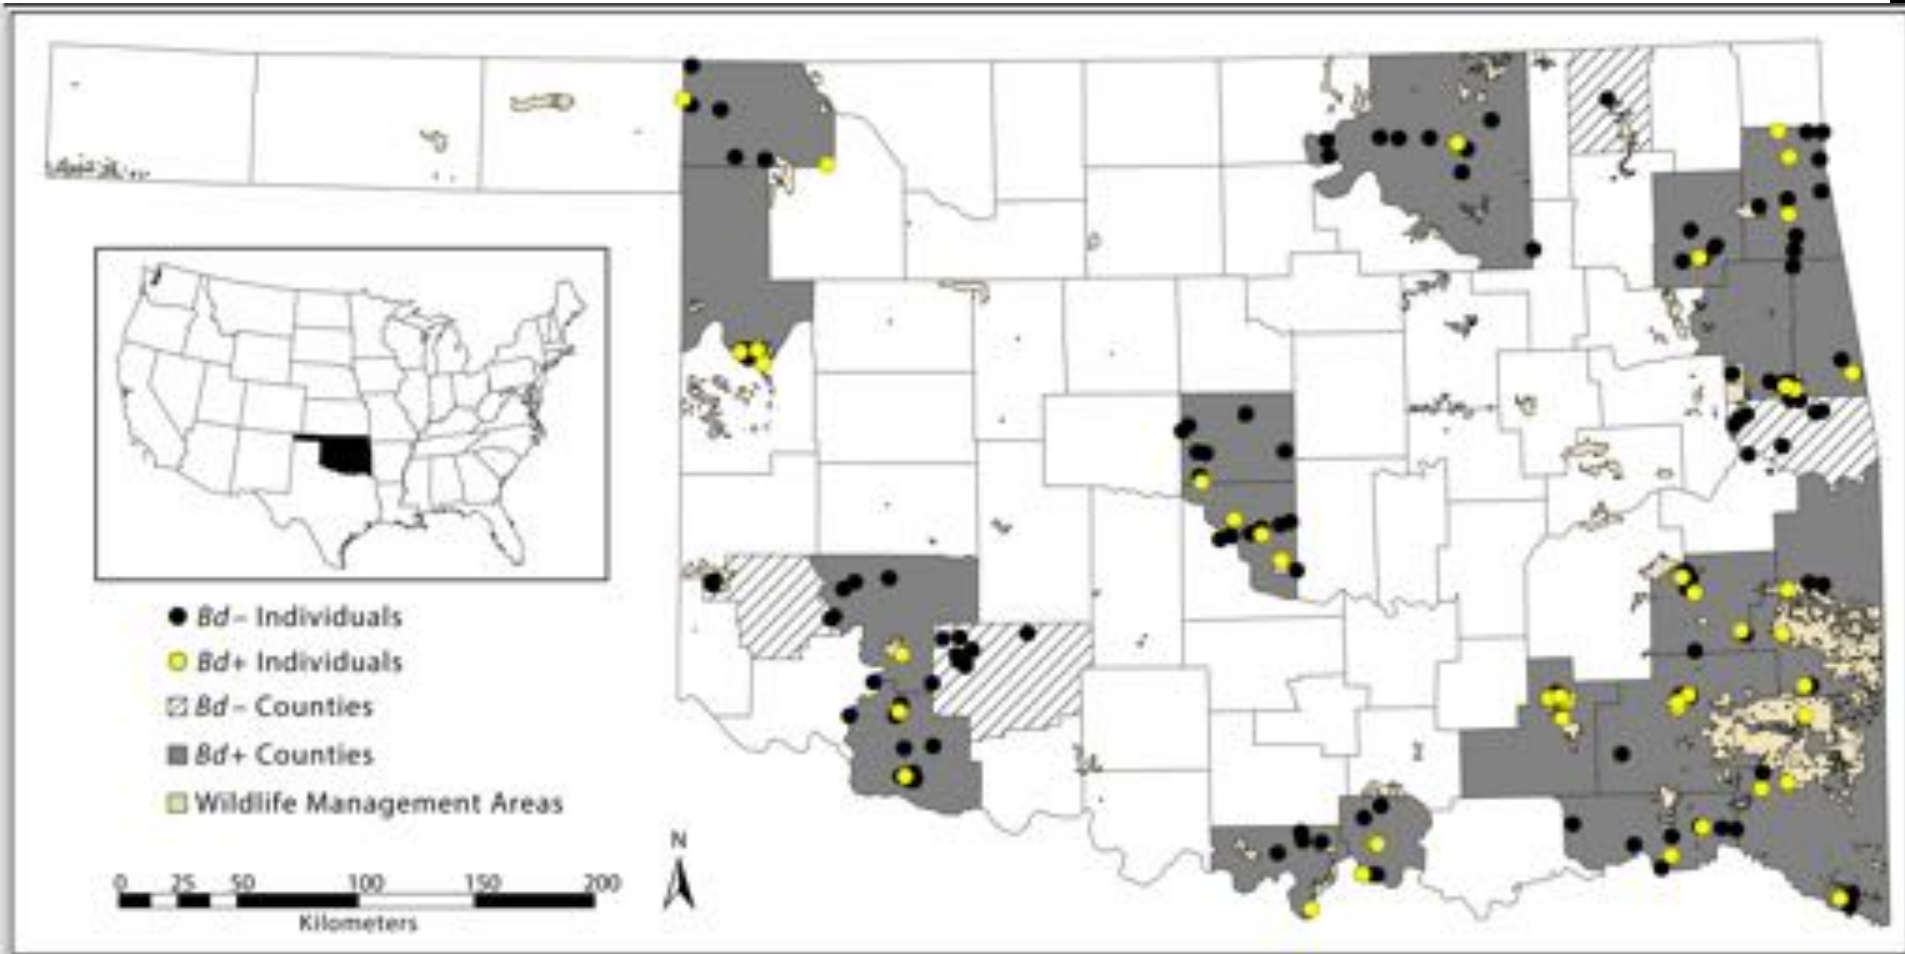 Bd– Individuals
Bd+ Individuals
Bd– Counties
Bd+ Counties
Wildlife Management Areas
N
0 25 50 100 150 200
Kilometers